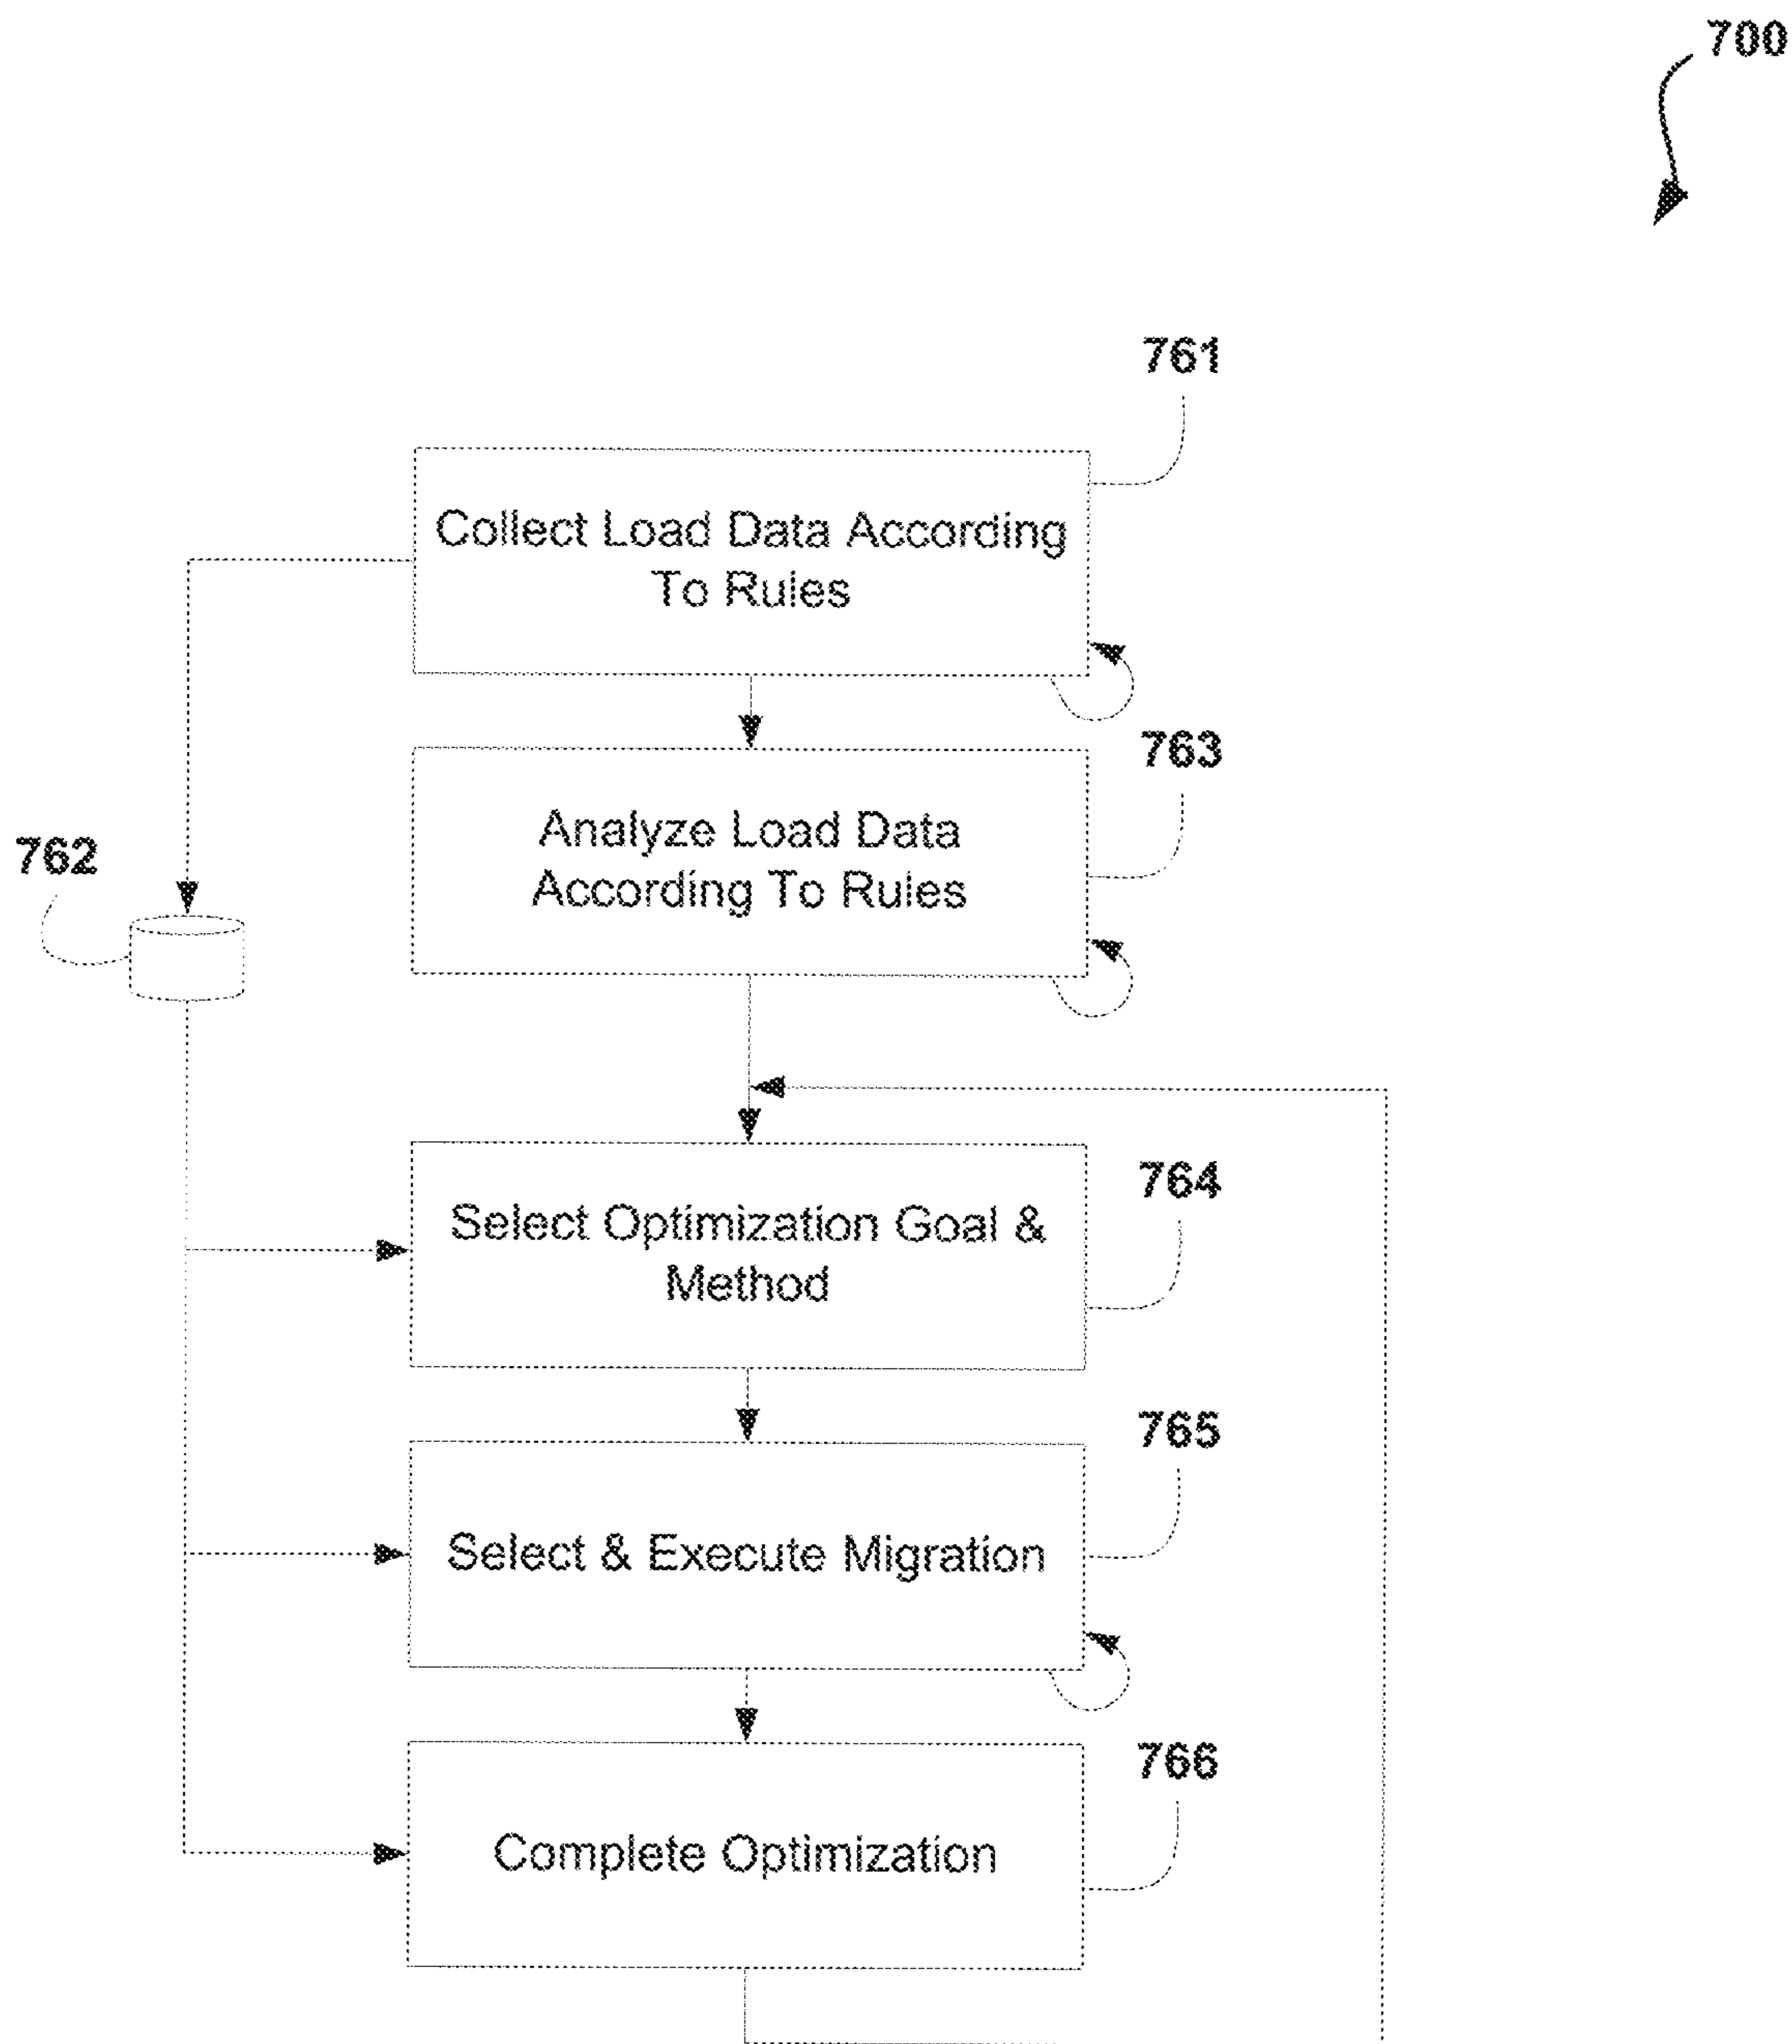 700
761
Collect Load Data According
To Rules
763
Analyze Load Data
According To Rules
762
764
Select Optimization Goal &
Method
765
Select & Execute Migration
766
Complete Optimization